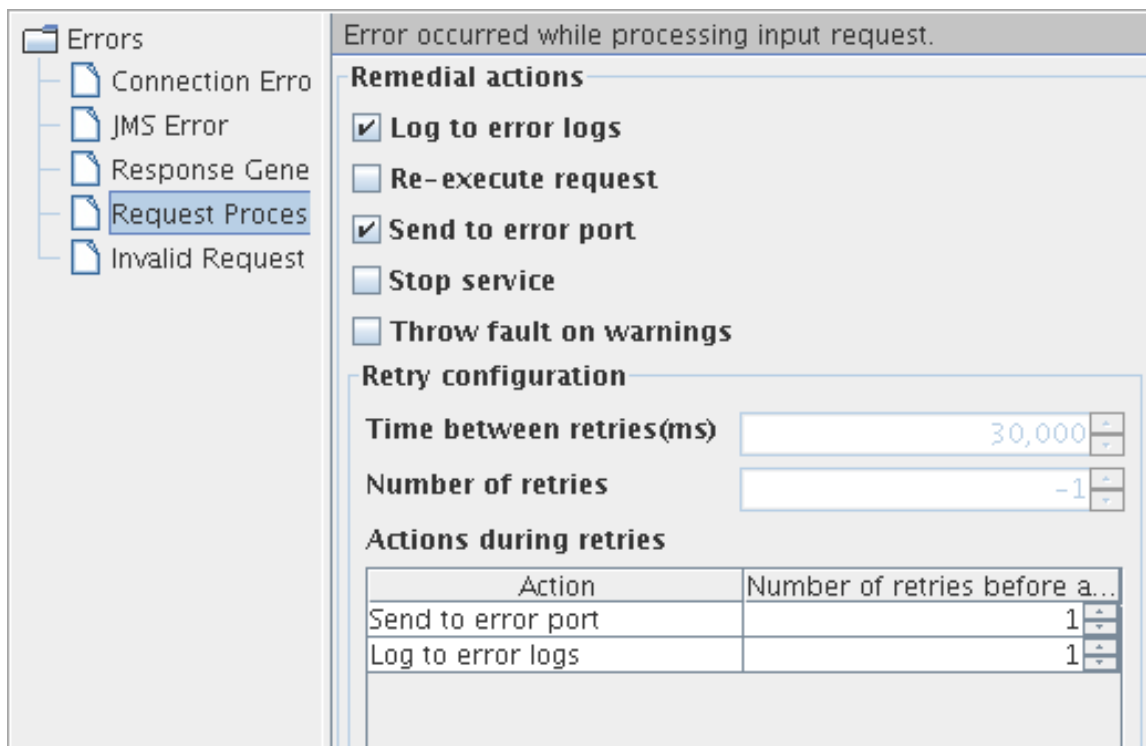 Errors
Connection Erro
JMS Error
Response Gene
Request Proces
Invalid Request
Error occurred while processing input request.
Remedial actions
Log to error logs
Re-execute request
Send to error port
Stop service
Throw fault on warnings
Retry configuration
Time between retries(ms) 30,000
Number of retries -1
Actions during retries
Action Number of retries before a...
Send to error port 1
Log to error logs 1